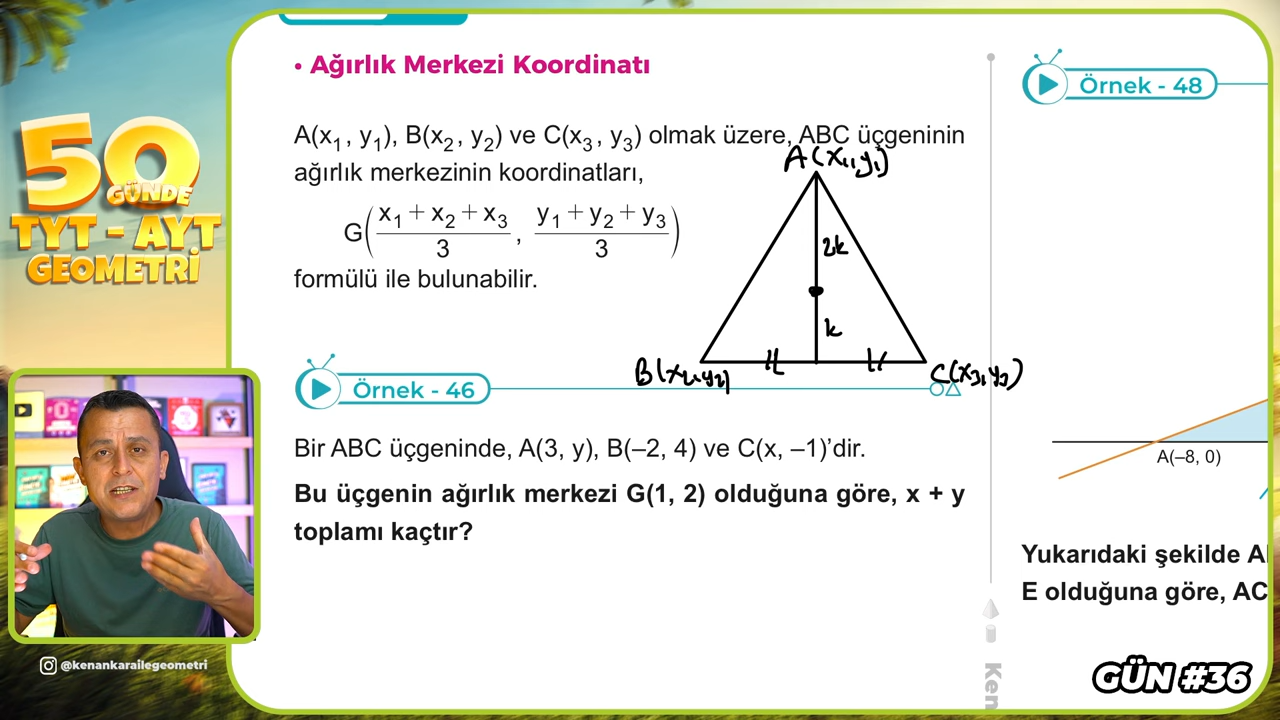 50
GÜNDE
TYT - AYT
GEOMETRİ
• Ağırlık Merkezi Koordinatı
A(x₁, y₁), B(x₂, y₂) ve C(x₃, y₃) olmak üzere, ABC üçgeninin
ağırlık merkezinin koordinatları,
G(x₁ + x₂ + x₃ / 3 , y₁ + y₂ + y₃ / 3)
formülü ile bulunabilir.
A(x₁, y₁)
2k
k
B(x₂, y₂)
C(x₃, y₃)
Örnek - 46
Bir ABC üçgeninde, A(3, y), B(–2, 4) ve C(x, –1)’dir.
Bu üçgenin ağırlık merkezi G(1, 2) olduğuna göre, x + y
toplamı kaçtır?
Örnek - 48
A(–8, 0)
Yukarıdaki şekilde
E olduğuna göre, AC
Ken
@kenankarailegeometri
GÜN #36